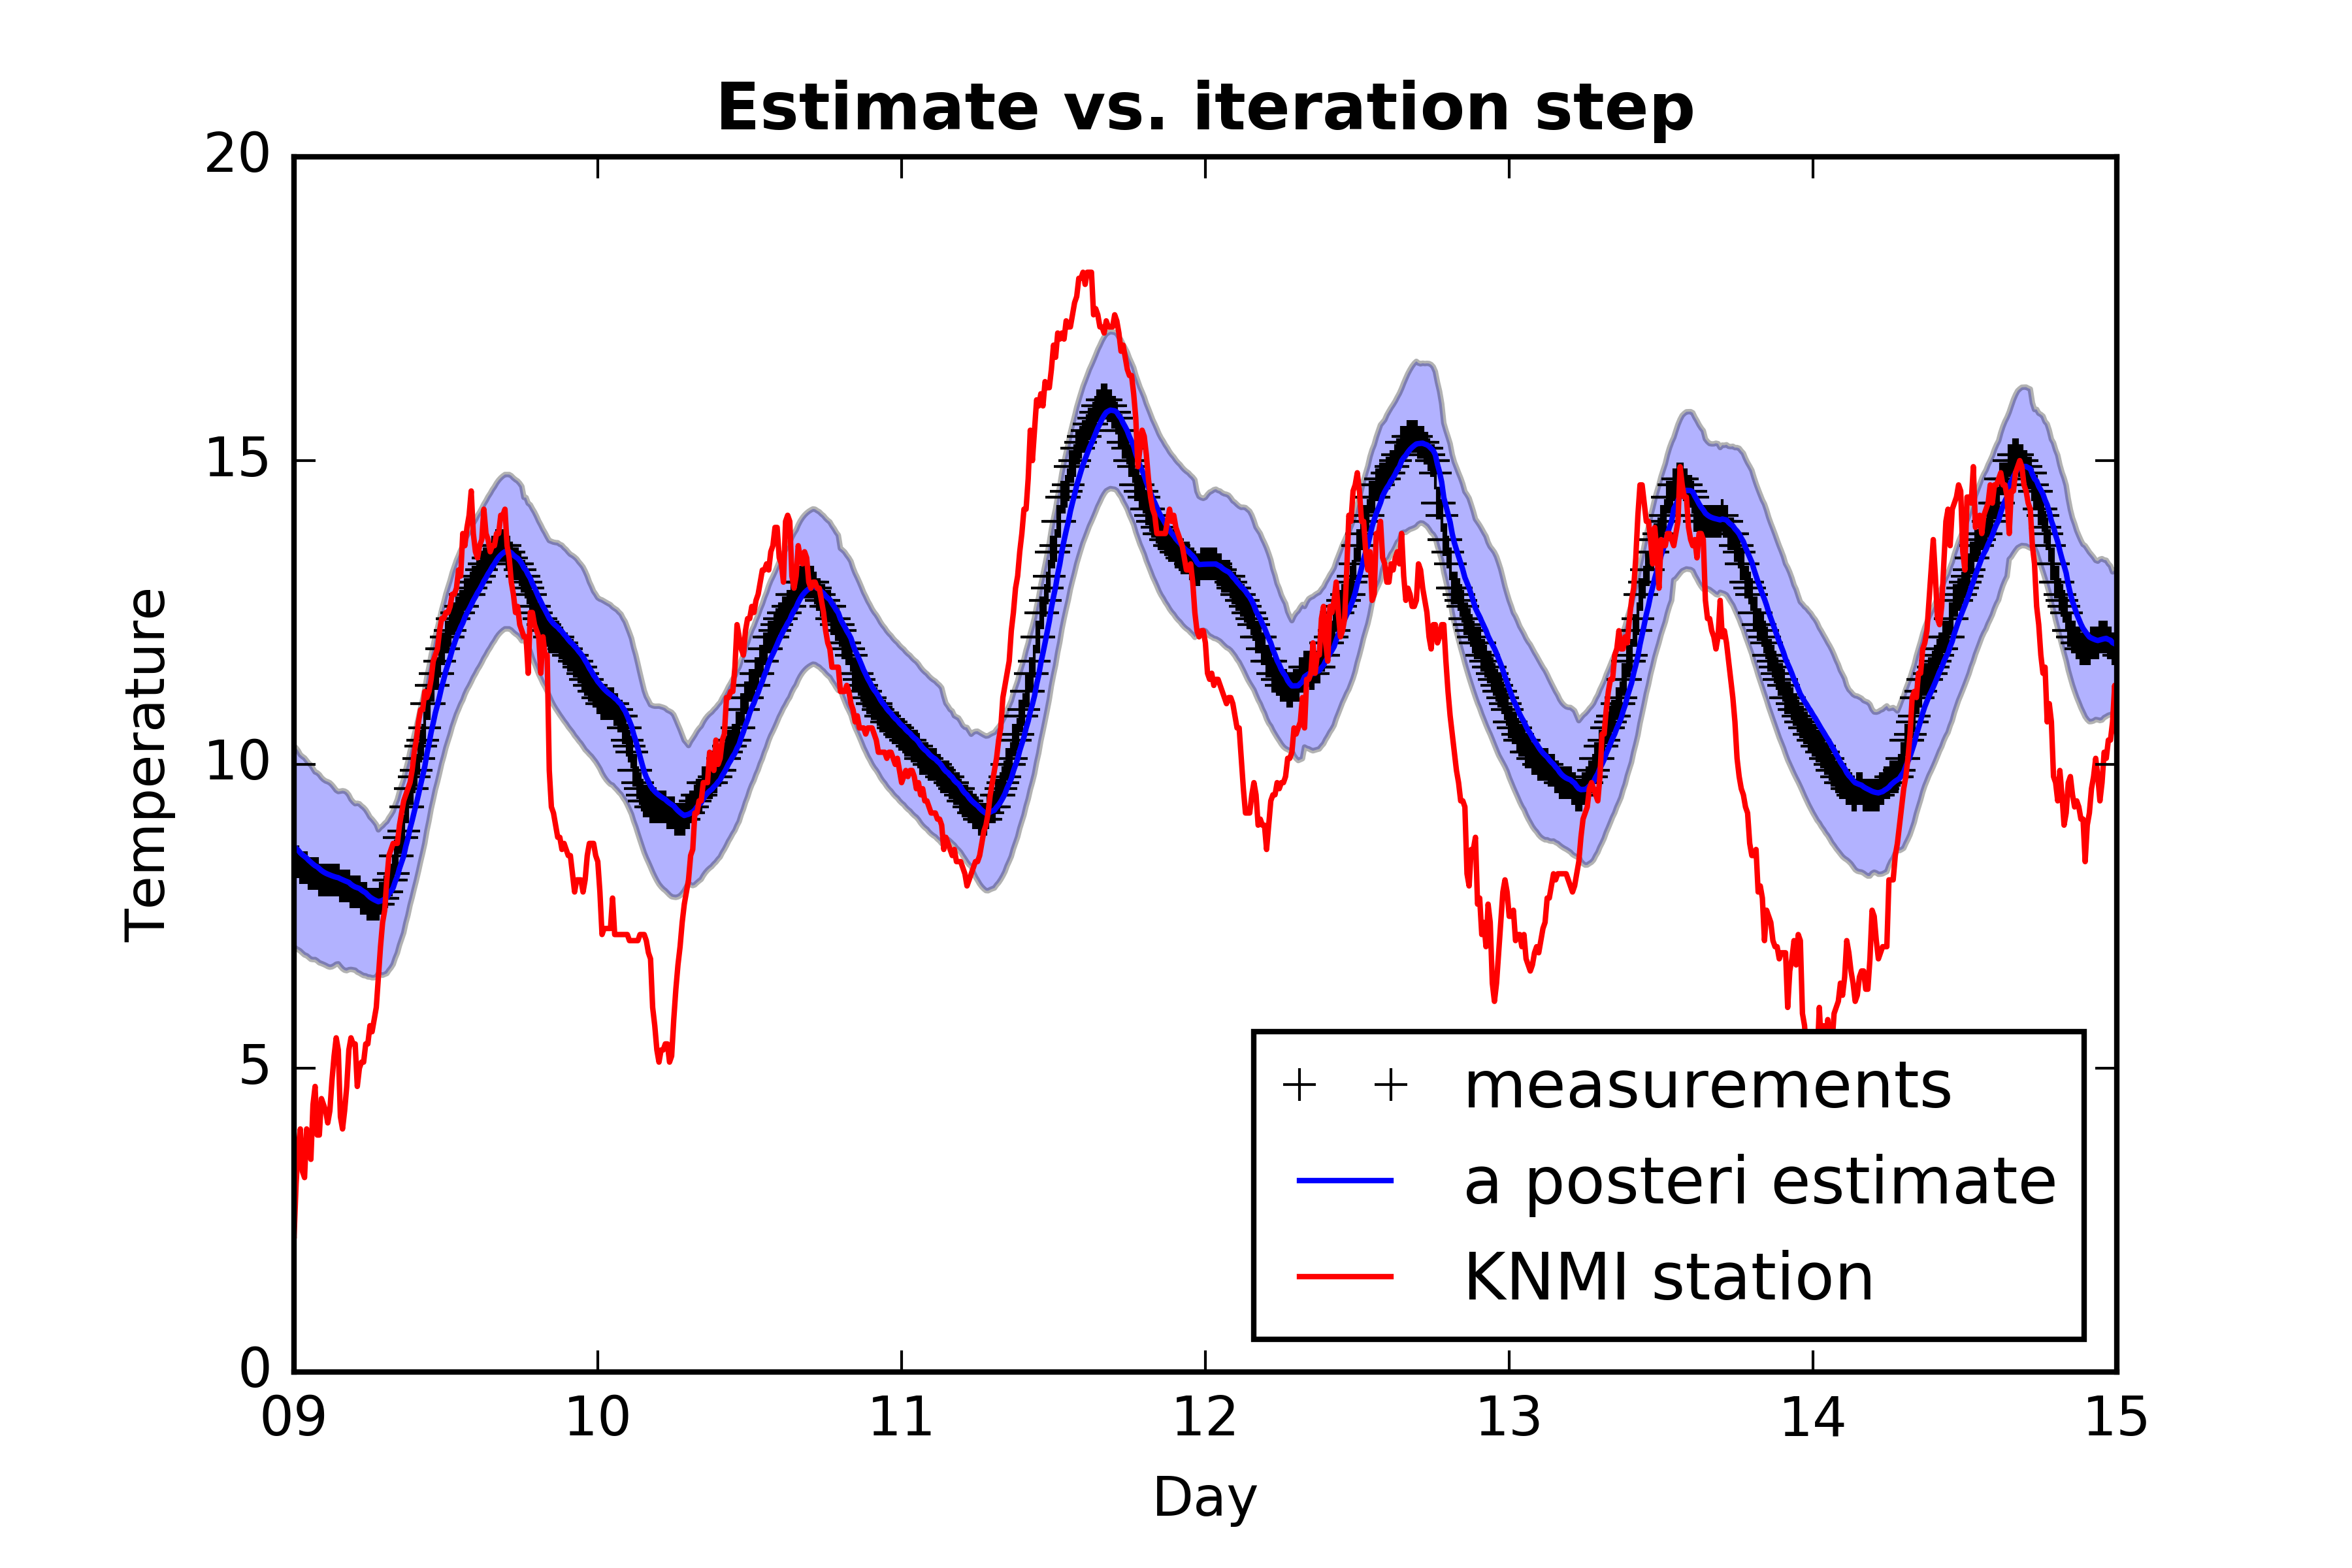 Estimate vs. iteration step
20
15
10
5
0
Temperature
measurements
a posteri estimate
KNMI station
09 10 11 12 13 14 15
Day